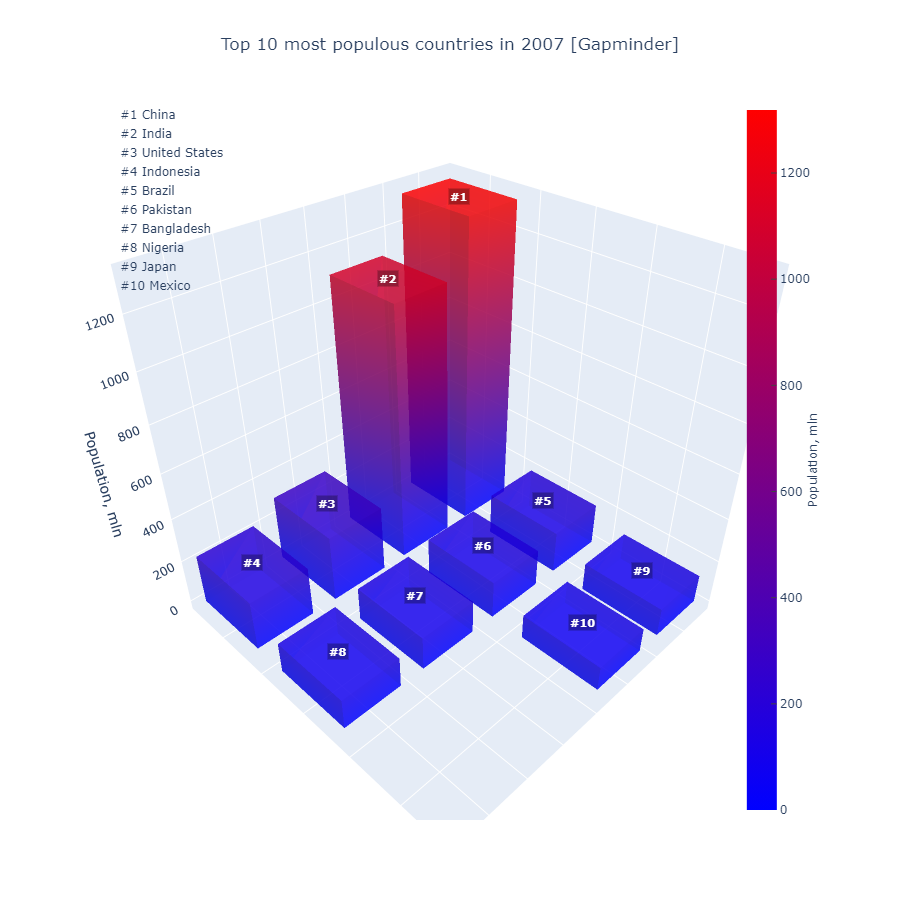 Top 10 most populous countries in 2007 [Gapminder]
#1 China
#2 India
#3 United States
#4 Indonesia
#5 Brazil
#6 Pakistan
#7 Bangladesh
#8 Nigeria
#9 Japan
#10 Mexico
1200
1000
800
600
400
200
0
Population, mln
#1
#2
#3
#4
#5
#6
#7
#8
#9
#10
1200
1000
800
600
400
200
0
Population, mln